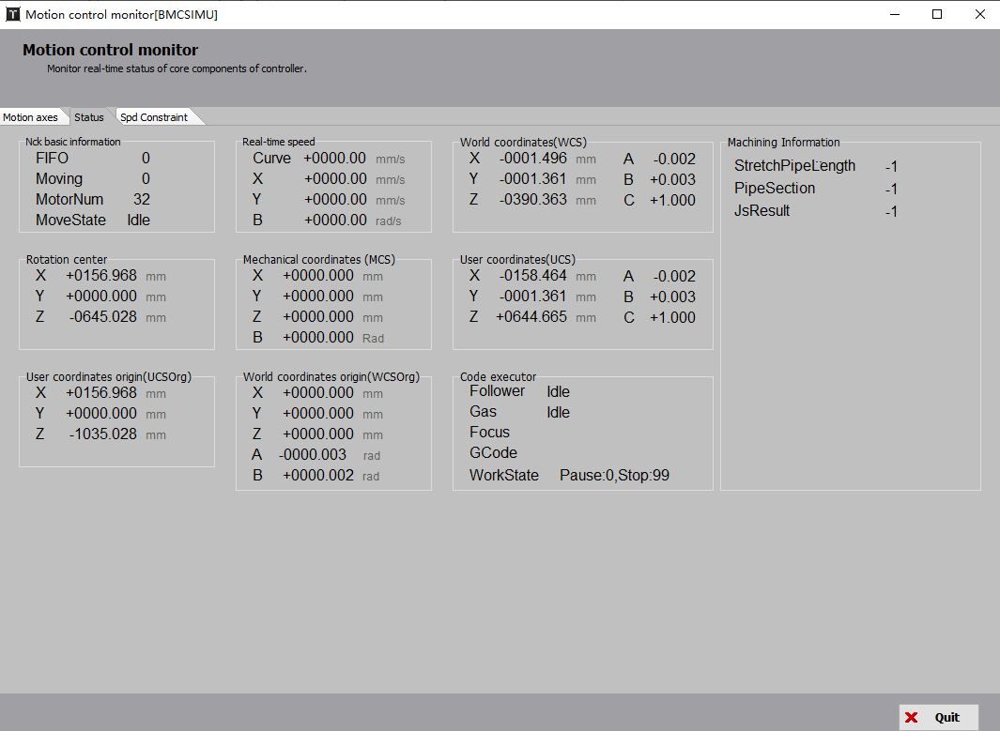 Motion control monitor[BMCSIMU]
Motion control monitor
Monitor real-time status of core components of controller.
Motion axes Status Spd Constraint
Nck basic information
FIFO 0
Moving 0
MotorNum 32
MoveState Idle
Real-time speed
Curve +0000.00 mm/s
X +0000.00 mm/s
Y +0000.00 mm/s
B +0000.00 rad/s
World coordinates(WCS)
X -0001.496 mm A -0.002
Y -0001.361 mm B +0.003
Z -0390.363 mm C +1.000
Machining Information
StretchPipeLength -1
PipeSection -1
JsResult -1
Rotation center
X +0156.968 mm
Y +0000.000 mm
Z -0645.028 mm
Mechanical coordinates (MCS)
X +0000.000 mm
Y +0000.000 mm
Z +0000.000 mm
B +0000.000 Rad
User coordinates(UCS)
X -0158.464 mm A -0.002
Y -0001.361 mm B +0.003
Z +0644.665 mm C +1.000
User coordinates origin(UCSOrg)
X +0156.968 mm
Y +0000.000 mm
Z -1035.028 mm
World coordinates origin(WCSOrg)
X +0000.000 mm
Y +0000.000 mm
Z +0000.000 mm
A -0000.003 rad
B +0000.002 rad
Code executor
Follower Idle
Gas Idle
Focus
GCode
WorkState Pause:0,Stop:99
Quit